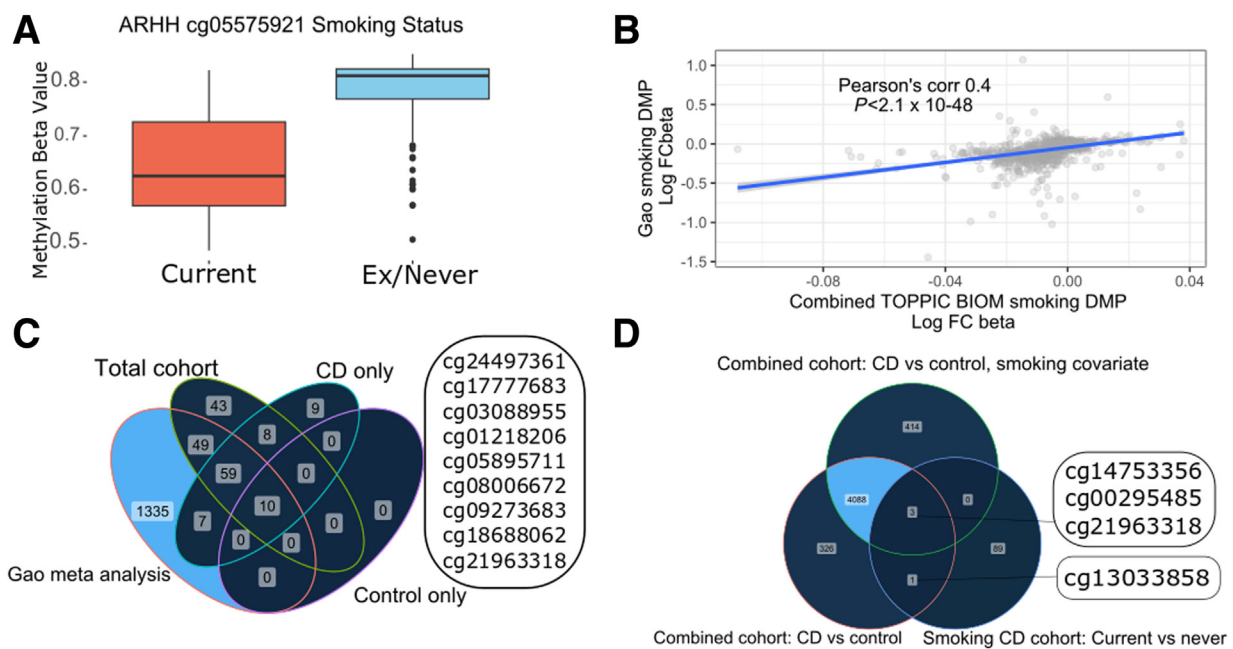 A
ARHH cg05575921 Smoking Status
Methylation Beta Value
0.8
0.7
0.6
0.5
Current
Ex/Never
B
Pearson's corr 0.4
P<2.1 x 10-48
Gao smoking DMP
Log FCbeta
1.0
0.5
0.0
-0.5
-1.0
-1.5
-0.08
-0.04
0.00
0.04
Combined TOPPIC BIOM smoking DMP
Log FC beta
C
Total cohort
CD only
43
9
8
0
49
59
0
1335
7
10
0
0
0
0
0
Gao meta analysis
Control only
cg24497361
cg17777683
cg03088955
cg01218206
cg05895711
cg08006672
cg09273683
cg18688062
cg21963318
D
Combined cohort: CD vs control, smoking covariate
414
4088
0
3
326
89
1
cg14753356
cg00295485
cg21963318
cg13033858
Combined cohort: CD vs control
Smoking CD cohort: Current vs never